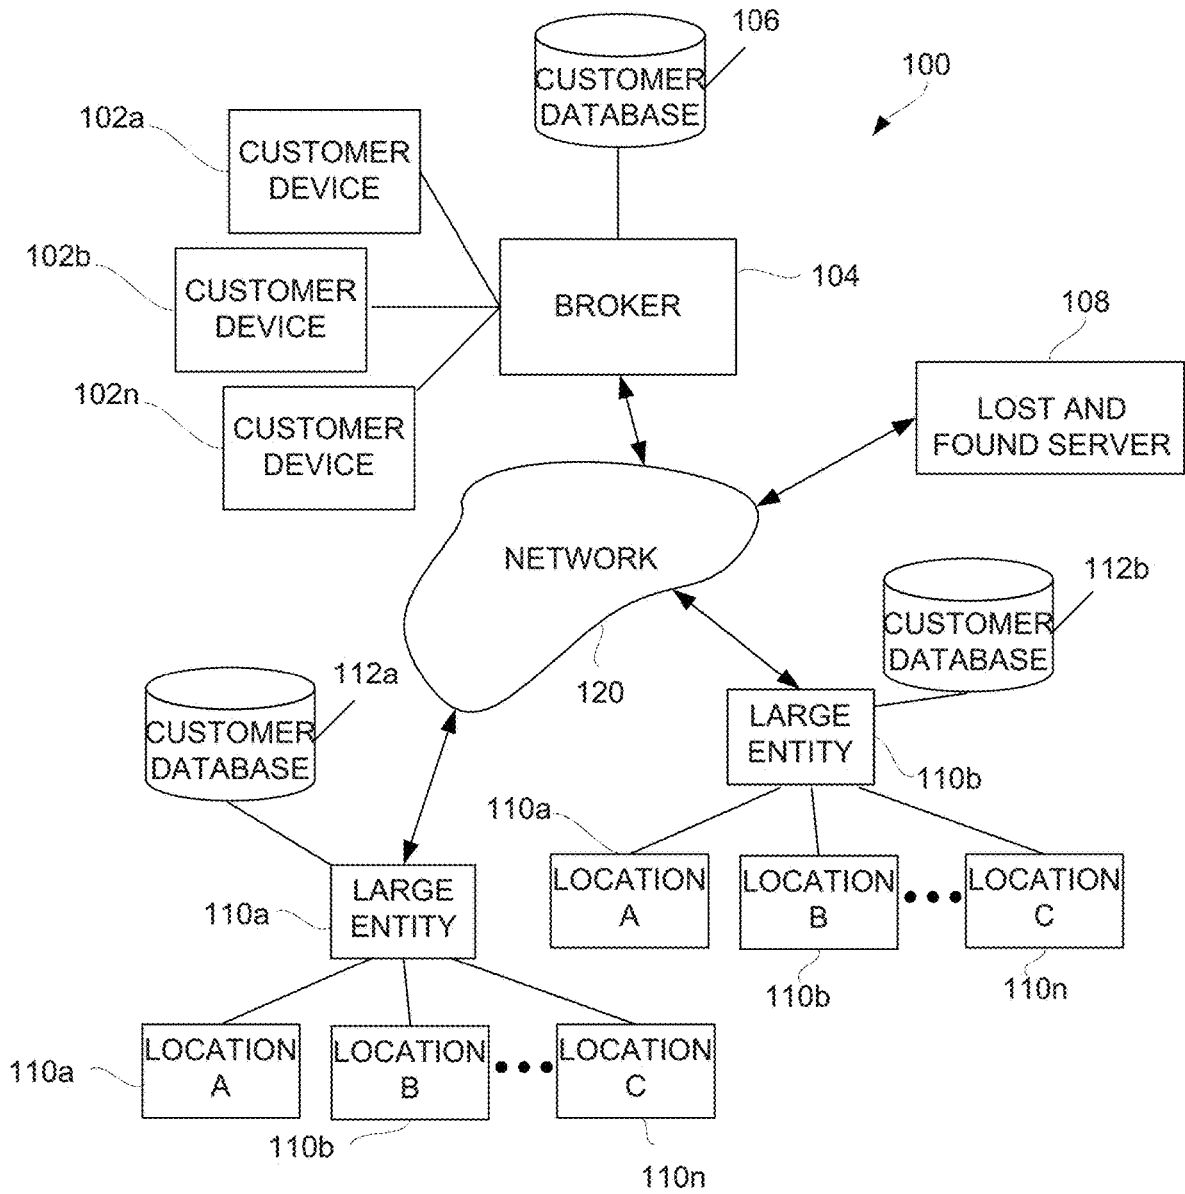 106
CUSTOMER
DATABASE
100
102a
CUSTOMER
DEVICE
102b
CUSTOMER
DEVICE
BROKER
104
108
102n
CUSTOMER
DEVICE
LOST AND
FOUND SERVER
NETWORK
112b
CUSTOMER
DATABASE
120
112a
CUSTOMER
DATABASE
LARGE
ENTITY
110b
110a
LOCATION
A
LOCATION
B
LOCATION
C
110b
110n
LARGE
ENTITY
110a
LOCATION
A
LOCATION
B
LOCATION
C
110a
110b
110n